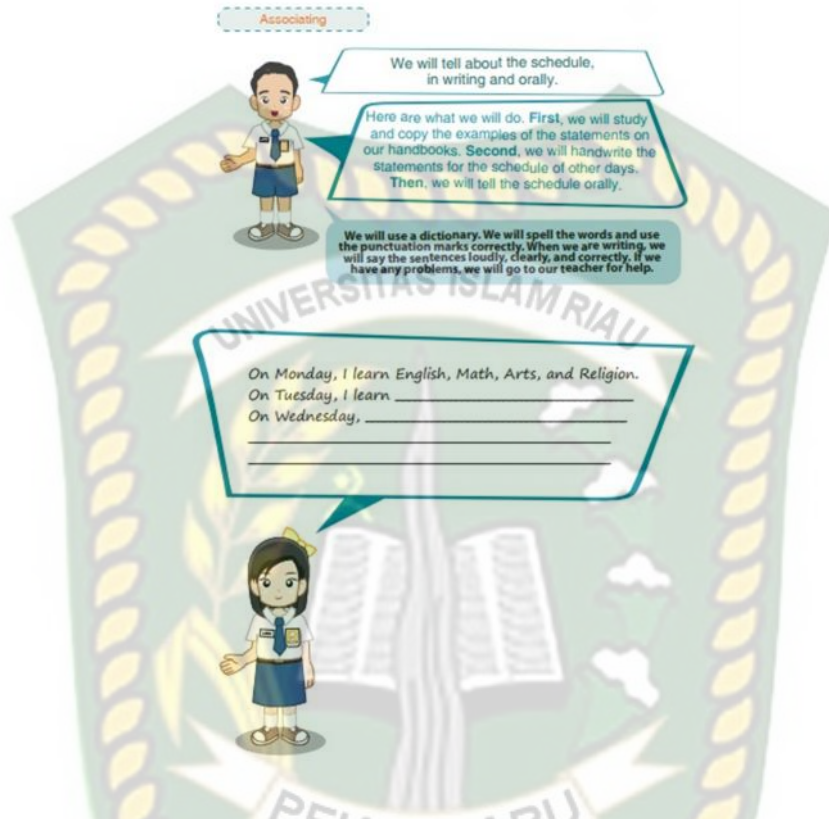 Associating
We will tell about the schedule,
in writing and orally.
Here are what we will do. First, we will study
and copy the examples of the statements on
our handbooks. Second, we will handwrite the
statements for the schedule of other days.
Then, we will tell the schedule orally.
We will use a dictionary. We will spell the words and use
the punctuation marks correctly. When we are writing, we
will say the sentences loudly, clearly, and correctly. If we
have any problems, we will go to our teacher for help.
UNIVERSITAS ISLAM RIAU
On Monday, I learn English, Math, Arts, and Religion.
On Tuesday, I learn
On Wednesday,